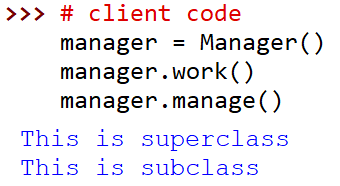 >>> # client code
manager = Manager()
manager.work()
manager.manage()
This is superclass
This is subclass